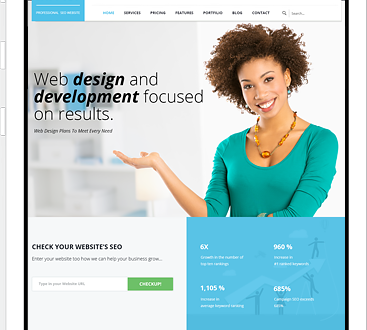 PROFESSIONAL SEO WEBSITE
HOME SERVICES PRICING FEATURES PORTFOLIO BLOG CONTACT Search...
Web design and
development focused
on results.
Web Design Plans To Meet Every Need
CHECK YOUR WEBSITE'S SEO
Enter your website too how we can help your business grow...
Type in your Website URL
CHECKUP!
6X
Growth in the number of
top ten rankings
960 %
Increase in
#1 ranked keywords
1,105 %
Increase in
average keyword ranking
685%
Campaign SEO increase